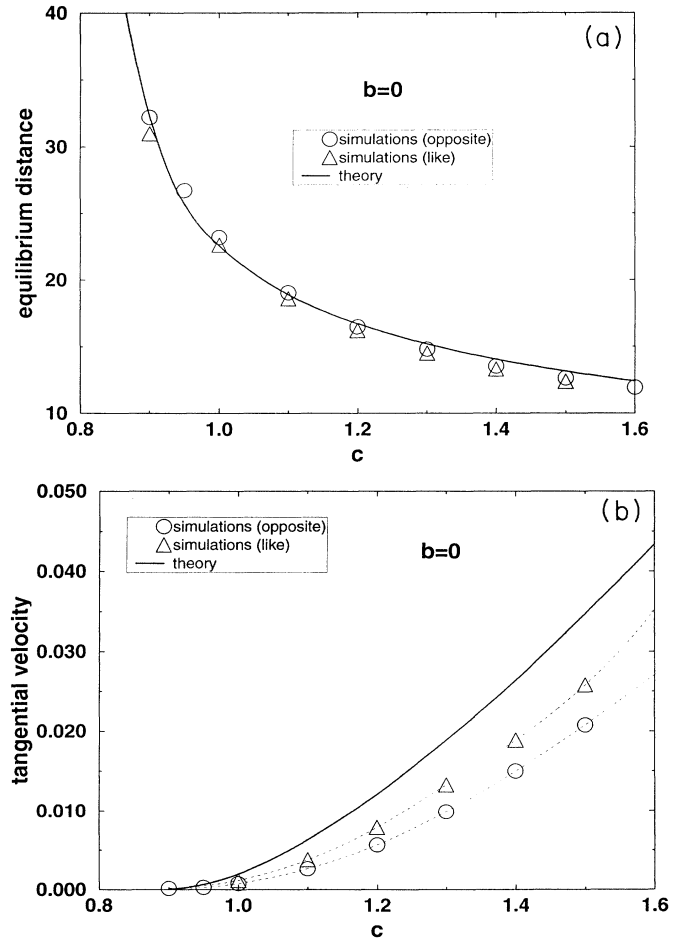 40
(a)
b=0
simulations (opposite)
simulations (like)
theory
30
20
10
equilibrium distance
0.8 1.0 1.2 1.4 1.6
c
0.050
(b)
simulations (opposite)
simulations (like)
theory
b=0
0.040
0.030
0.020
0.010
0.000
tangential velocity
0.8 1.0 1.2 1.4 1.6
c